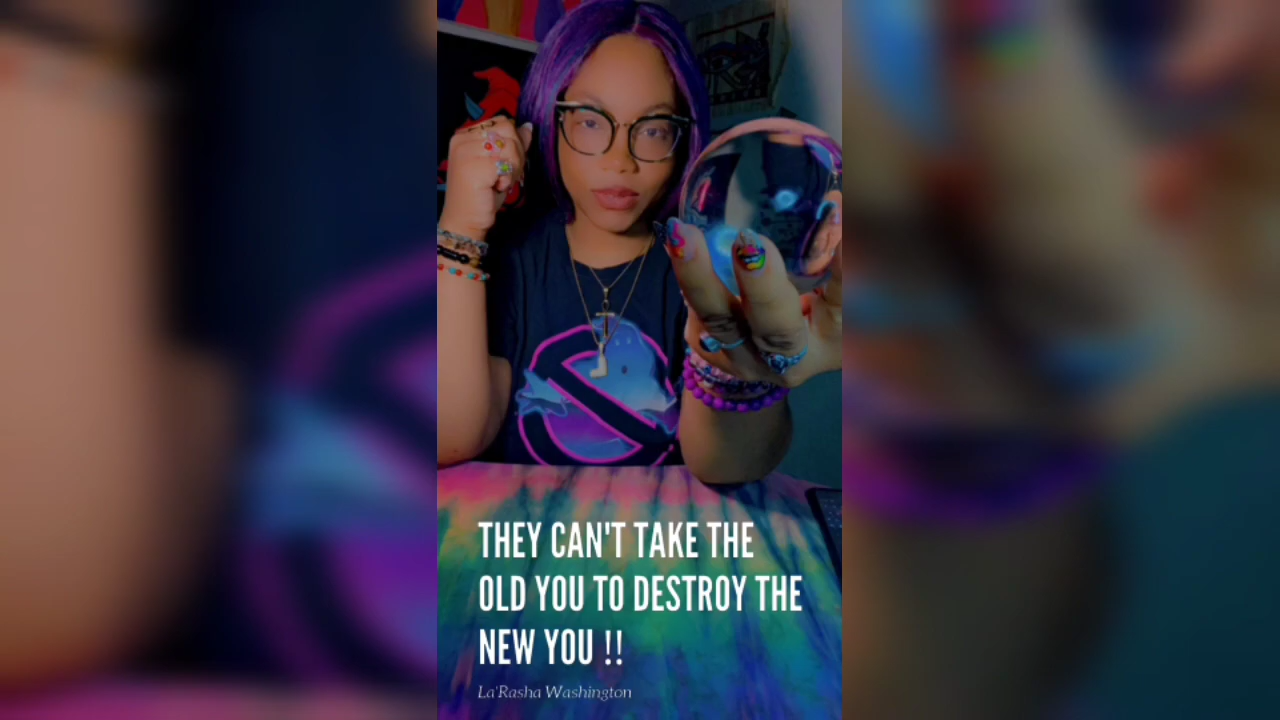 THEY CAN'T TAKE THE
OLD YOU TO DESTROY THE
NEW YOU !!
La'Rasha Washington